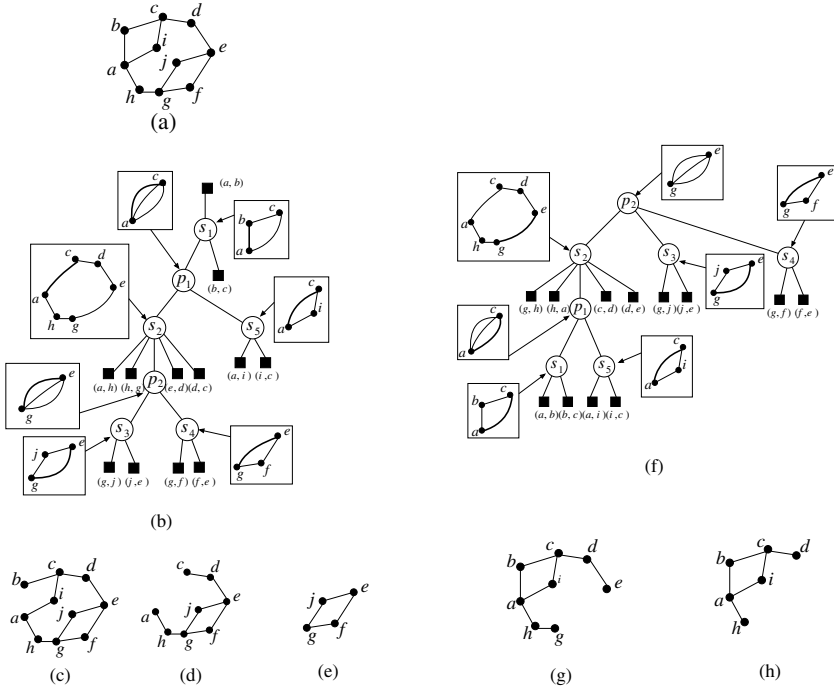 c d
b
i e
a j
h g f
(a)
c
a
(a, b)
s1
b c
a
(b, c)
p1
c d
e
a
h g
c
i
a
s2
s5
(a, h) (h, g) (e, d) (d, c)
(a, i) (i, c)
p2
e
g
s3
s4
j e
g
e
g f
(g, j) (j, e) (g, f) (f, e)
(b)
e
g
p2
c d
e
a
h g
e
g f
s2
s3
s4
j e
g
(g, h) (h, a) (c, d) (d, e)
(g, j) (j, e)
(g, f) (f, e)
p1
c
a
s1
s5
c
i
a
b c
a
(a, b) (b, c) (a, i) (i, c)
(f)
c d
b
i e
a j
h g f
(c)
c d
e
a j
h g f
(d)
j e
g f
(e)
c d
b
i e
a
h g
(g)
c d
b
i
a
h
(h)